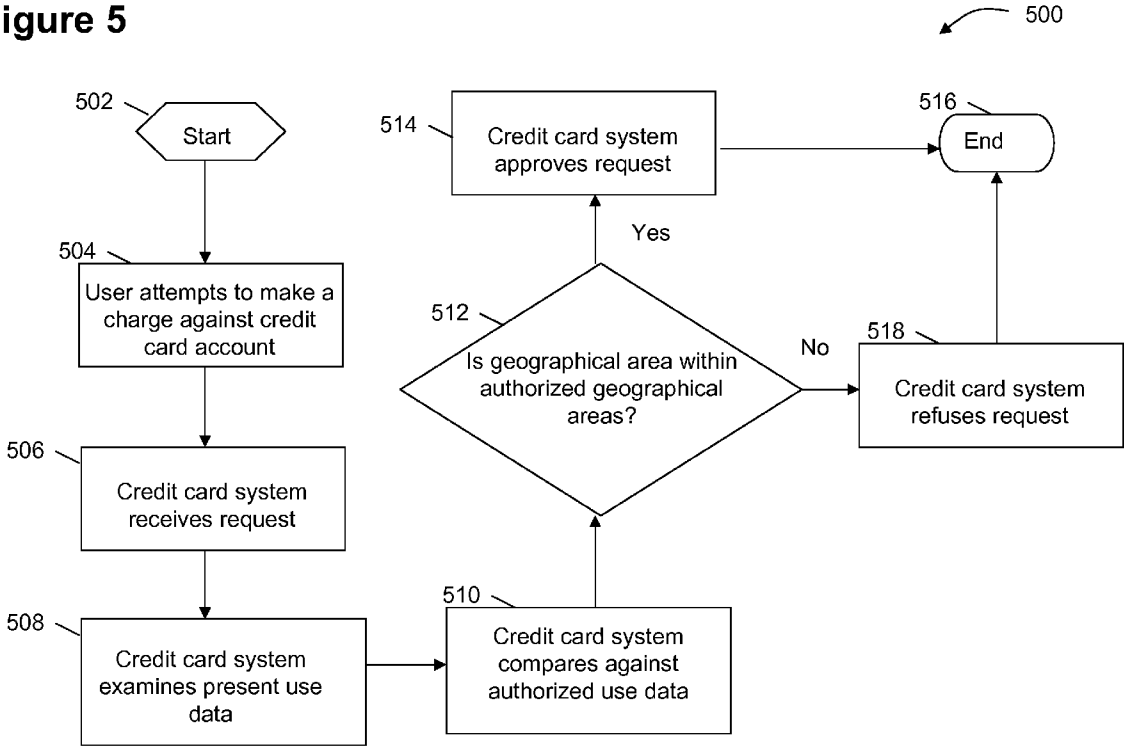 igure 5
500
502
Start
504
User attempts to make a
charge against credit
card account
506
Credit card system
receives request
508
Credit card system
examines present use
data
510
Credit card system
compares against
authorized use data
512
Is geographical area within
authorized geographical
areas?
Yes
No
514
Credit card system
approves request
516
End
518
Credit card system
refuses request